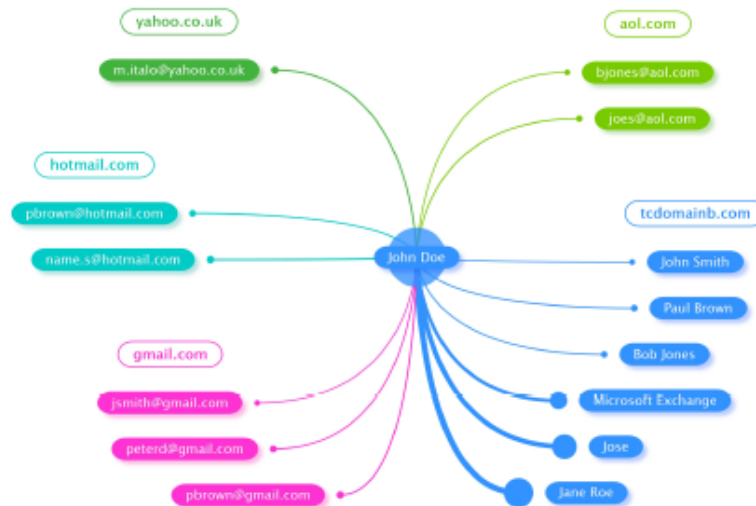 yahoo.co.uk
m.italo@yahoo.co.uk
aol.com
bjones@aol.com
joes@aol.com
hotmail.com
pbrown@hotmail.com
name.s@hotmail.com
John Doe
tcdomainb.com
John Smith
Paul Brown
Bob Jones
Microsoft Exchange
Jose
Jane Roe
gmail.com
jsmith@gmail.com
peterd@gmail.com
pbrown@gmail.com